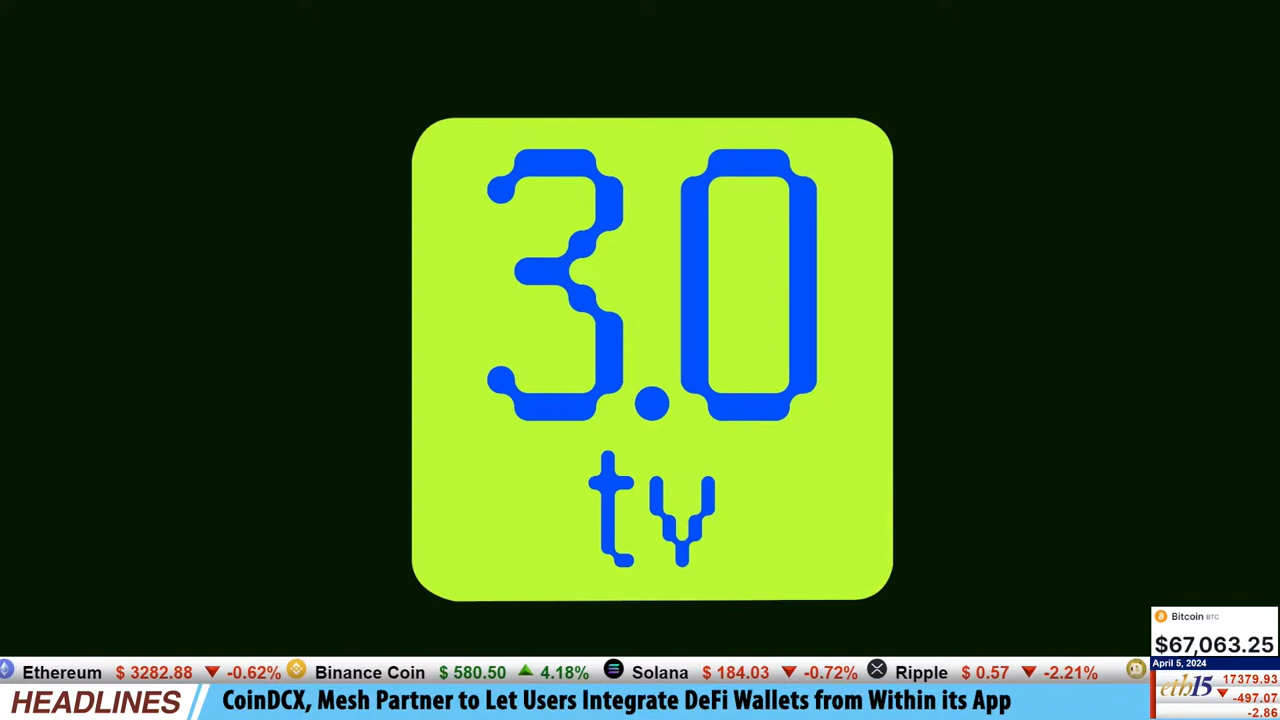 3.0
tv
Bitcoin BTC
$67,063.25
April 5, 2024
eth15
17379.93
-497.07
-2.86
Ethereum $ 3282.88 -0.62% Binance Coin $ 580.50 4.18% Solana $ 184.03 -0.72% Ripple $ 0.57 -2.21%
HEADLINES CoinDCX, Mesh Partner to Let Users Integrate DeFi Wallets from Within its App